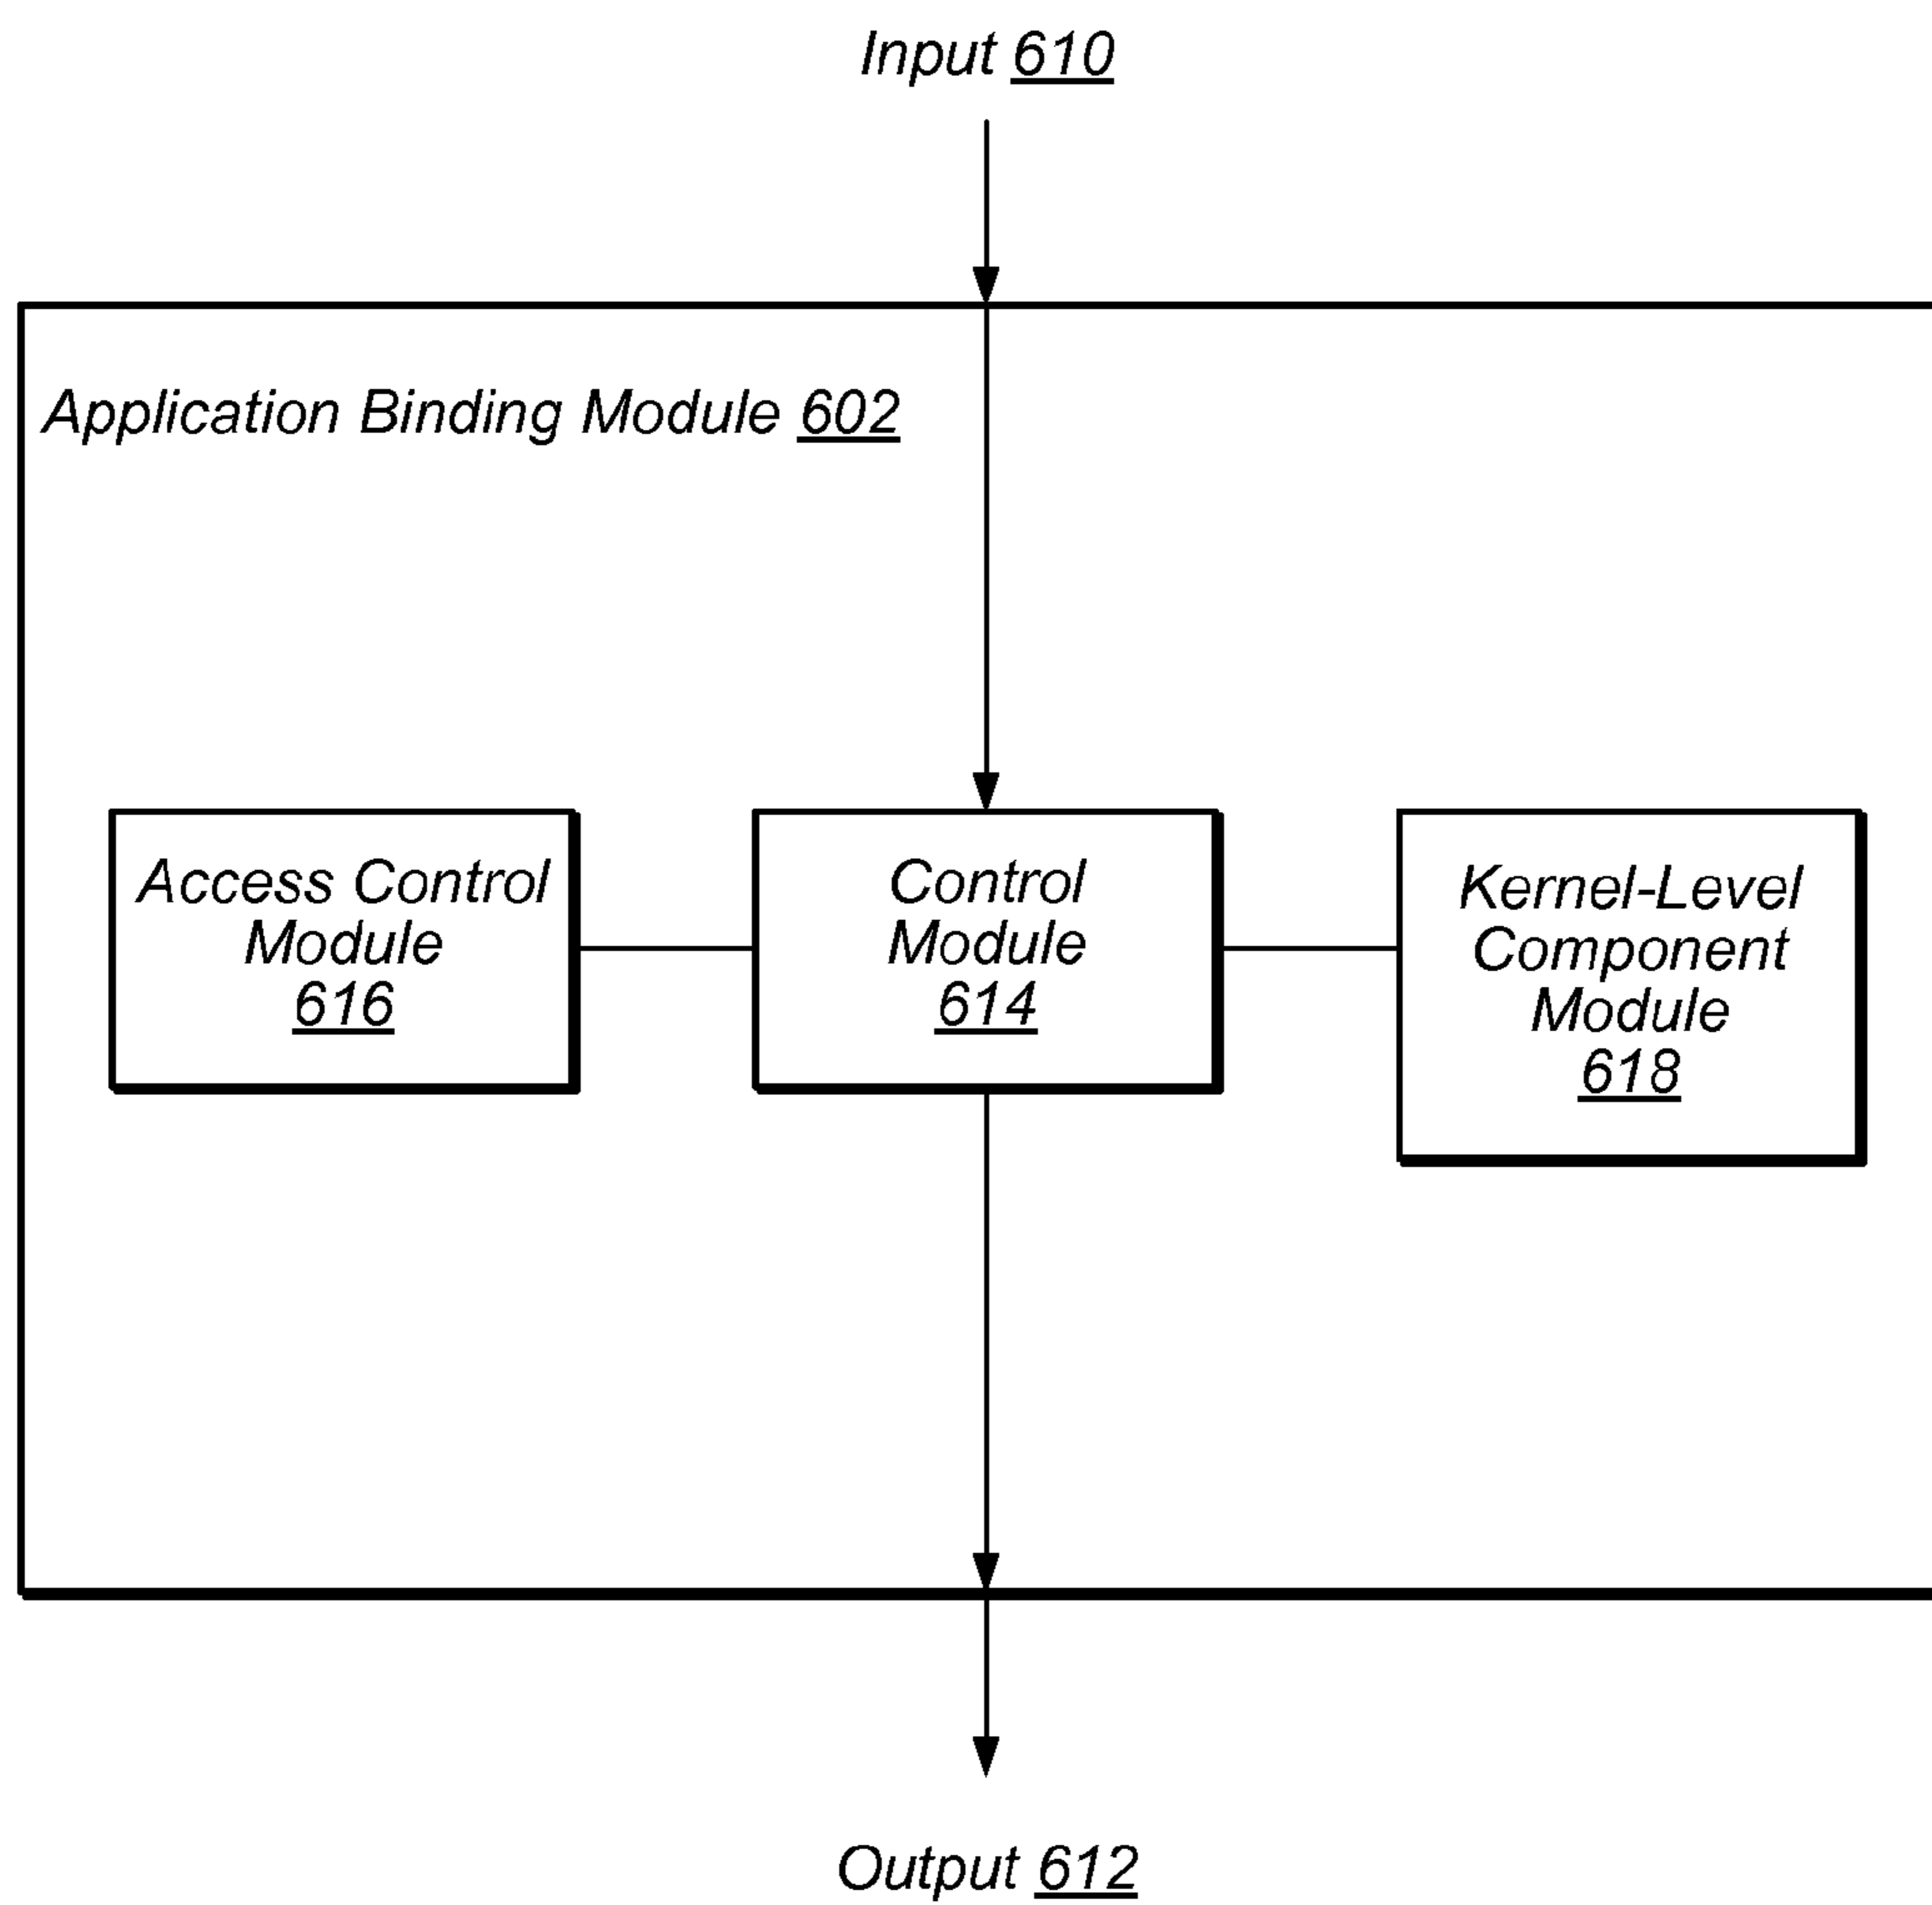 Input 610
Application Binding Module 602
Access Control
Module
616
Control
Module
614
Kernel-Level
Component
Module
618
Output 612